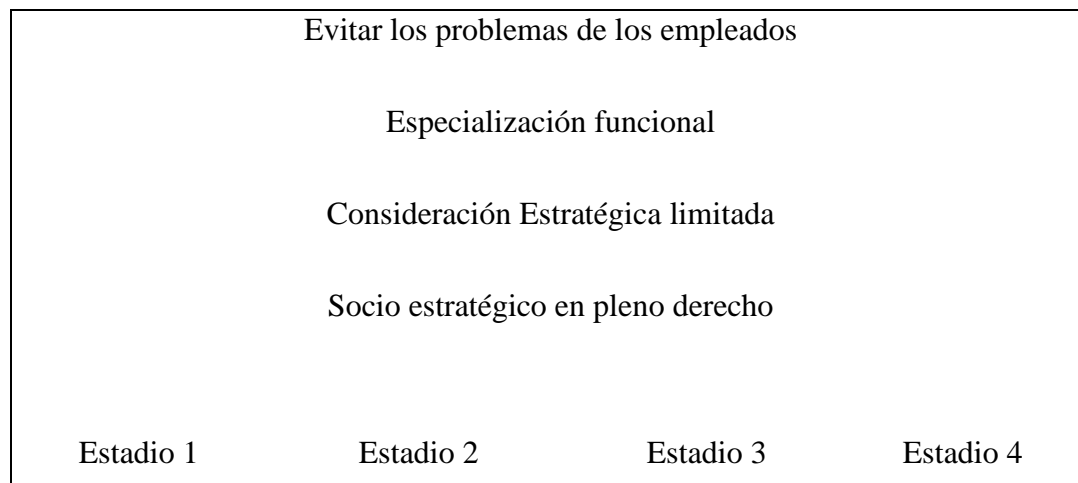 Evitar los problemas de los empleados
Especialización funcional
Consideración Estratégica limitada
Socio estratégico en pleno derecho
Estadio 1 Estadio 2 Estadio 3 Estadio 4